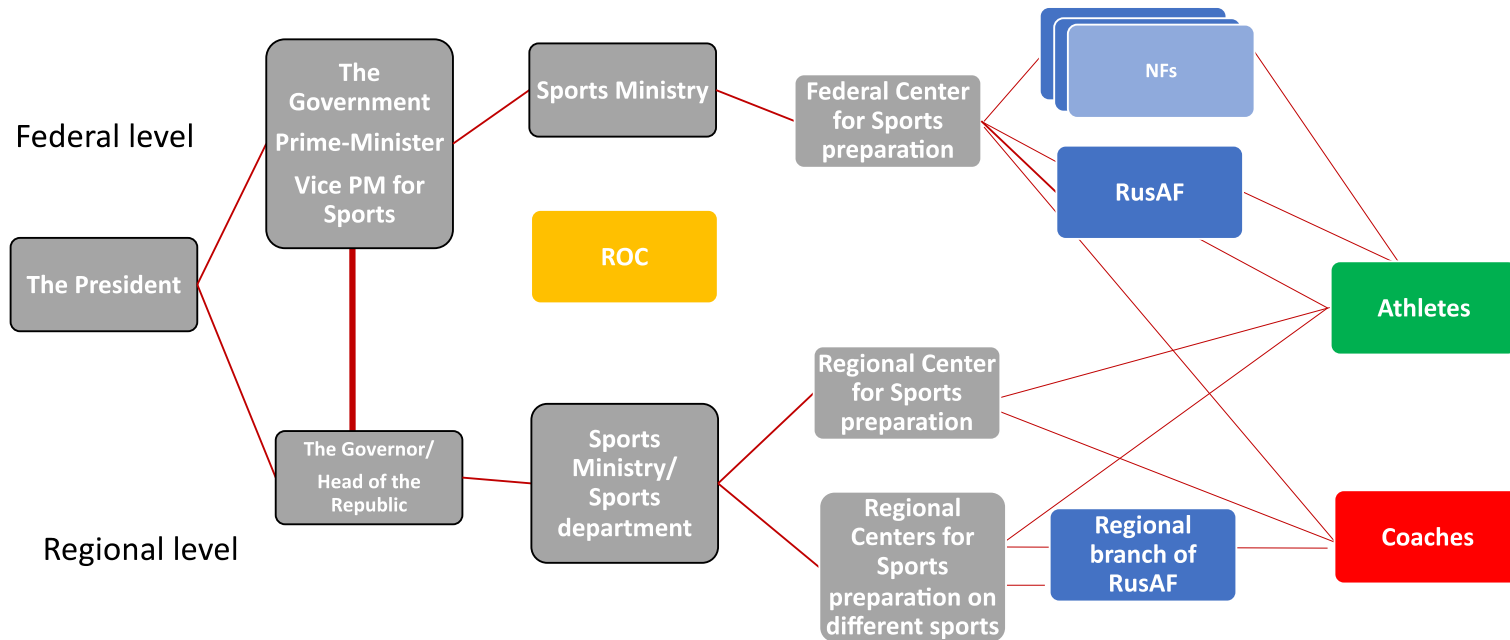 Federal level
The President
The
Government
Prime-Minister
Vice PM for
Sports
Sports Ministry
ROC
Federal Center
for Sports
preparation
NFs
RusAF
Athletes
Regional level
The Governor/
Head of the
Republic
Sports
Ministry/
Sports
department
Regional Center
for Sports
preparation
Regional
Centers for
Sports
preparation on
different sports
Regional
branch of
RusAF
Coaches